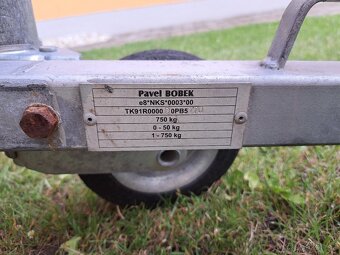 Pavel BOBEK
e8*NKS*0003*00
TK91R0000 0PB5
750 kg
0 - 50 kg
1 - 750 kg